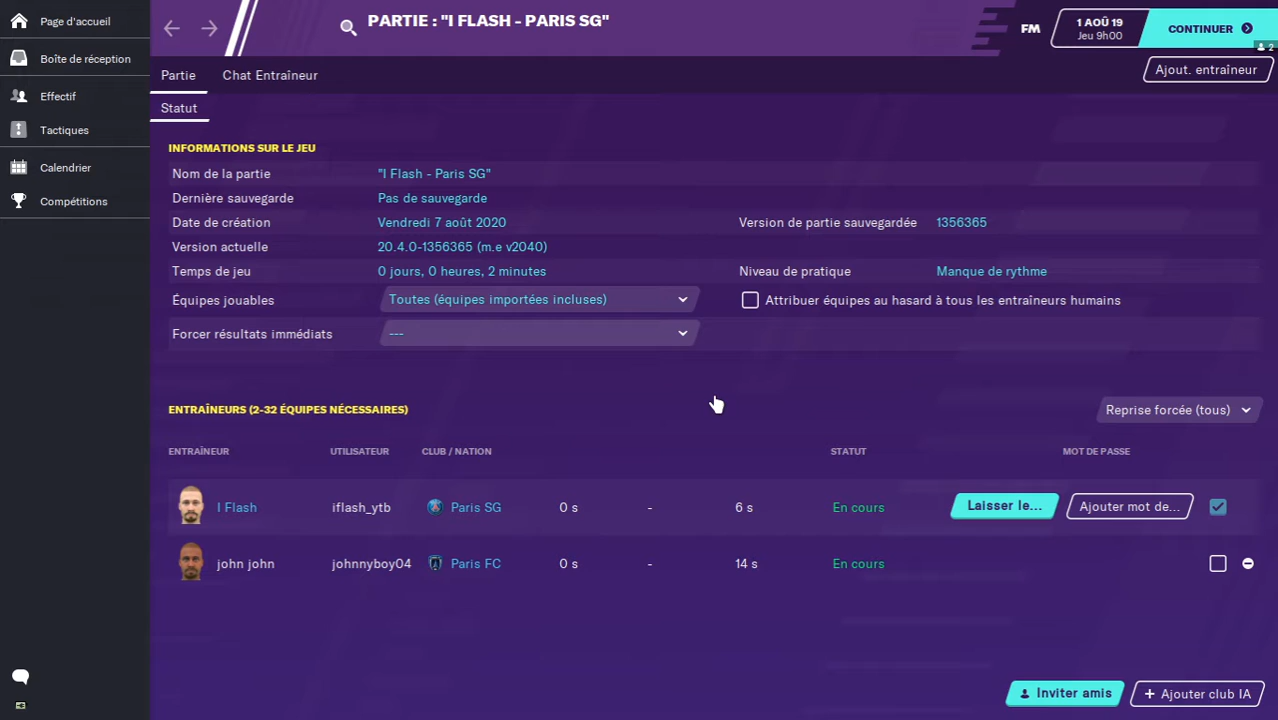 Page d'accueil
Boîte de réception
Effectif
Tactiques
Calendrier
Compétitions
PARTIE : "I FLASH - PARIS SG"
FM
1 AOÛ 19
Jeu 9h00
CONTINUER
2
Partie
Chat Entraîneur
Ajout. entraîneur
Statut
INFORMATIONS SUR LE JEU
Nom de la partie "I Flash - Paris SG"
Dernière sauvegarde Pas de sauvegarde
Date de création Vendredi 7 août 2020 Version de partie sauvegardée 1356365
Version actuelle 20.4.0-1356365 (m.e v2040)
Temps de jeu 0 jours, 0 heures, 2 minutes Niveau de pratique Manque de rythme
Équipes jouables Toutes (équipes importées incluses) Attribuer équipes au hasard à tous les entraîneurs humains
Forcer résultats immédiats ---
ENTRAÎNEURS (2-32 ÉQUIPES NÉCESSAIRES) Reprise forcée (tous)
ENTRAÎNEUR UTILISATEUR CLUB / NATION STATUT MOT DE PASSE
I Flash iflash_ytb Paris SG 0 s - 6 s En cours Laisser le... Ajouter mot de...
john john johnnyboy04 Paris FC 0 s - 14 s En cours
Inviter amis + Ajouter club IA